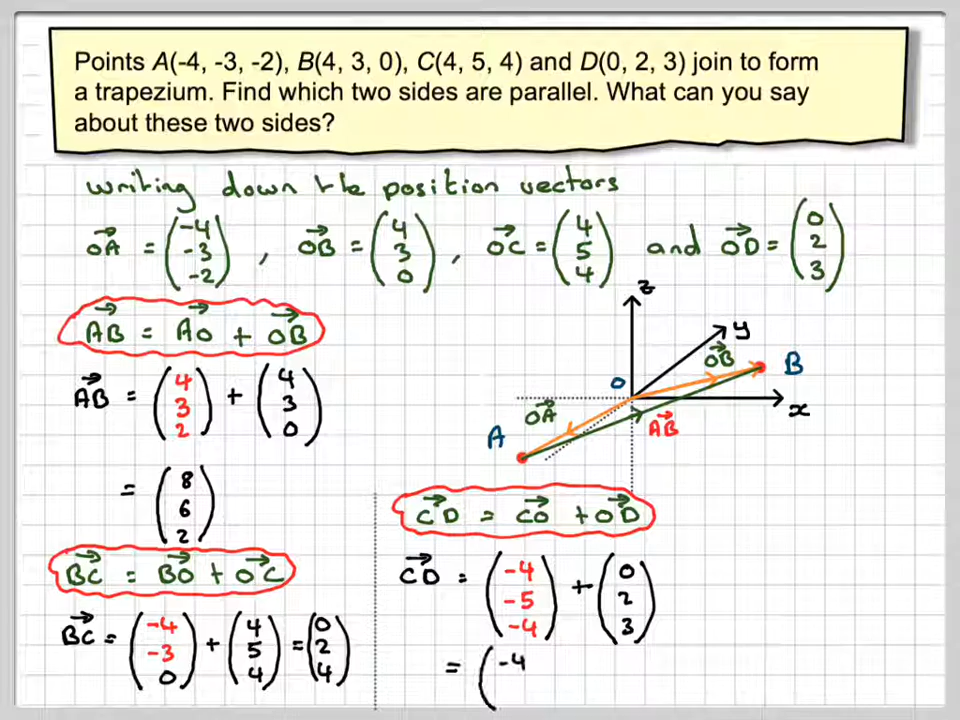 Points A(-4, -3, -2), B(4, 3, 0), C(4, 5, 4) and D(0, 2, 3) join to form
a trapezium. Find which two sides are parallel. What can you say
about these two sides?
writing down the position vectors
→OA = (-4 -3 -2) , →OB = (4 3 0) , →OC = (4 5 4) and →OD = (0 2 3)
→AB = →AO + →OB
→AB = (4 3 2) + (4 3 0)
= (8 6 2)
→BC = →BO + →OC
→BC = (-4 -3 0) + (4 5 4) = (0 2 4)
z
y
x
O
→OB
B
→OA
A
→AB
→CD = →CO + →OD
→CD = (-4 -5 -4) + (0 2 3)
= (-4